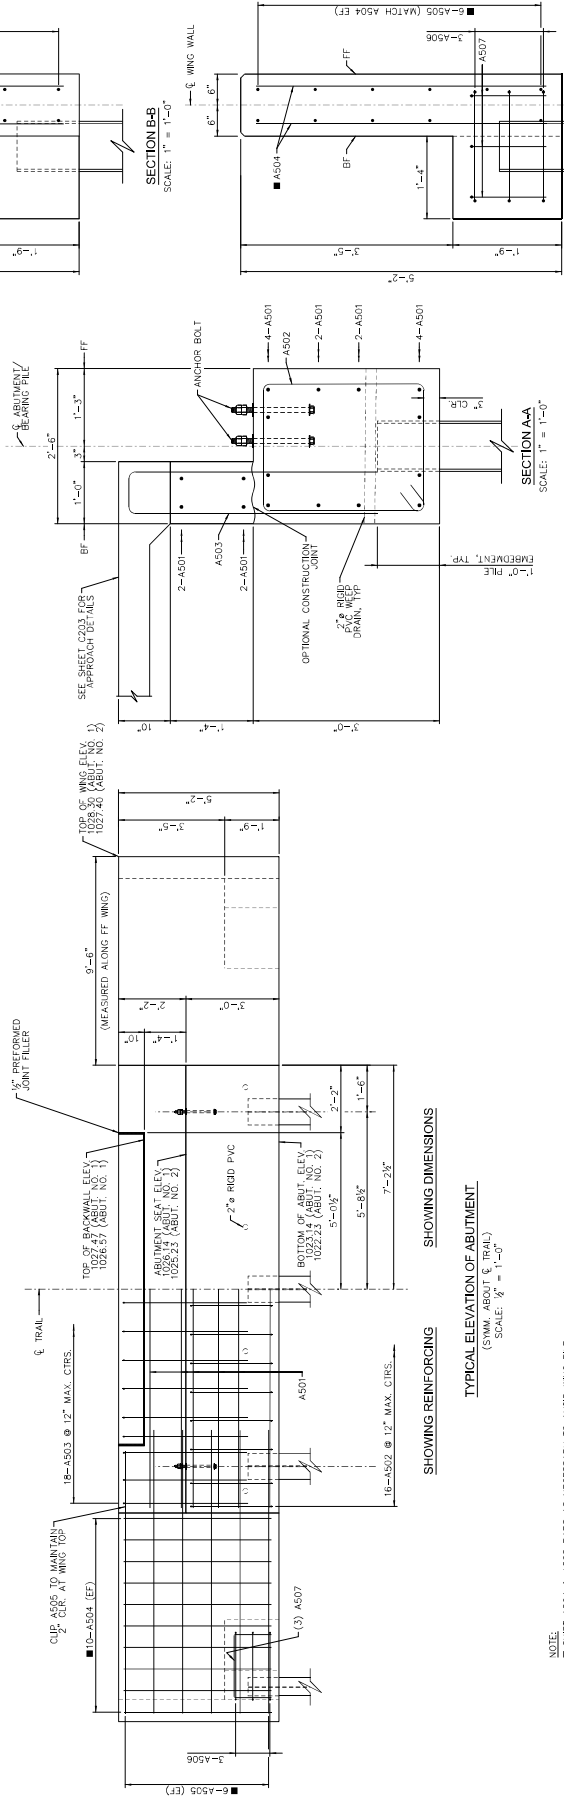 CLIP A505 TO MAINTAIN
2" CLR. AT WING TOP
■10-A504 (EF)
■6-A505 (EF)
3-A506
(3) A507
18-A503 @ 12" MAX. CTRS.
℄ TRAIL
A501
16-A502 @ 12" MAX. CTRS.
SHOWING REINFORCING
½" PREFORMED
JOINT FILLER
TOP OF BACKWALL ELEV.
1027.47 (ABUT. NO. 1)
1026.57 (ABUT. NO. 2)
ABUTMENT SEAT ELEV.
1026.14 (ABUT. NO. 1)
1025.23 (ABUT. NO. 2)
2"ø RIGID PVC
BOTTOM OF ABUT. ELEV.
1023.14 (ABUT. NO. 1)
1022.23 (ABUT. NO. 2)
9'-6"
(MEASURED ALONG FF WING)
TOP OF WING ELEV.
1028.30 (ABUT. NO. 1)
1027.40 (ABUT. NO. 2)
10"
1'-4"
2'-2"
3'-0"
3'-5"
1'-9"
5'-2"
5'-0½"
2'-2"
5'-8½"
1'-6"
7'-2½"
SHOWING DIMENSIONS
TYPICAL ELEVATION OF ABUTMENT
(SYMM. ABOUT ℄ TRAIL)
SCALE: ½" = 1'-0"
NOTE:
SEE SHEET C203 FOR
APPROACH DETAILS
BF
FF
1'-0"
3"
1'-3"
2'-6"
℄ ABUTMENT/
BEARING PILE
ANCHOR BOLT
2-A501
A503
2-A501
OPTIONAL CONSTRUCTION
JOINT
2"ø RIGID
PVC WEEP
DRAIN, TYP
1'-0" PILE
EMBEDMENT, TYP.
10"
1'-4"
3'-0"
4-A501
2-A501
A502
2-A501
4-A501
3" CLR.
SECTION A-A
SCALE: 1" = 1'-0"
1'-9"
SECTION B-B
SCALE: 1" = 1'-0"
℄ WING WALL
6"
6"
FF
BF
■ A504
■6-A505 (MATCH A504 EF)
3-A506
A507
1'-4"
3'-5"
1'-9"
5'-2"